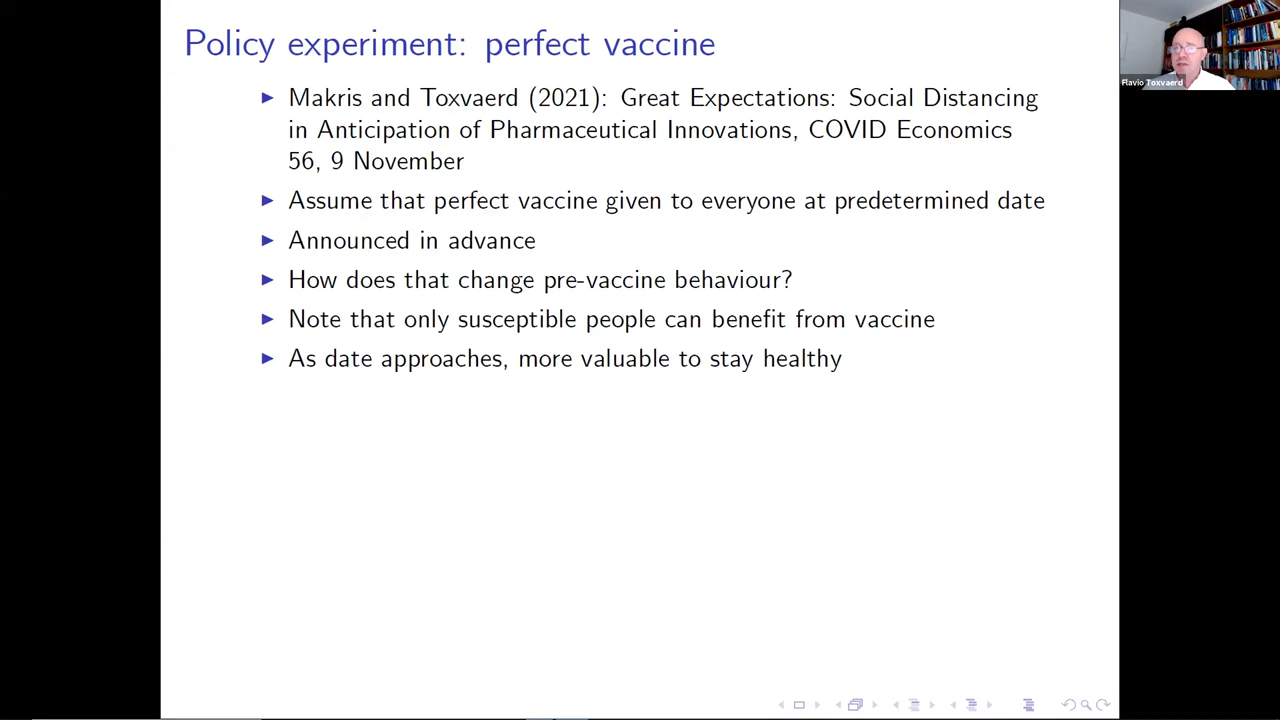 Policy experiment: perfect vaccine
Makris and Toxvaerd (2021): Great Expectations: Social Distancing
in Anticipation of Pharmaceutical Innovations, COVID Economics
56, 9 November
Assume that perfect vaccine given to everyone at predetermined date
Announced in advance
How does that change pre-vaccine behaviour?
Note that only susceptible people can benefit from vaccine
As date approaches, more valuable to stay healthy
Flavio Toxvaerd